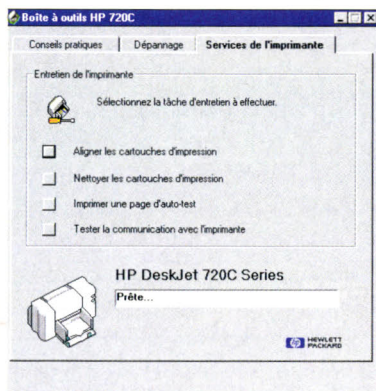 Boîte à outils HP 720C
Conseils pratiques Dépannage Services de l'imprimante
Entretien de l'imprimante
Sélectionnez la tâche d'entretien à effectuer.
Aligner les cartouches d'impression
Nettoyer les cartouches d'impression
Imprimer une page d'auto-test
Tester la communication avec l'imprimante
HP DeskJet 720C Series
Prête...
hp HEWLETT
PACKARD